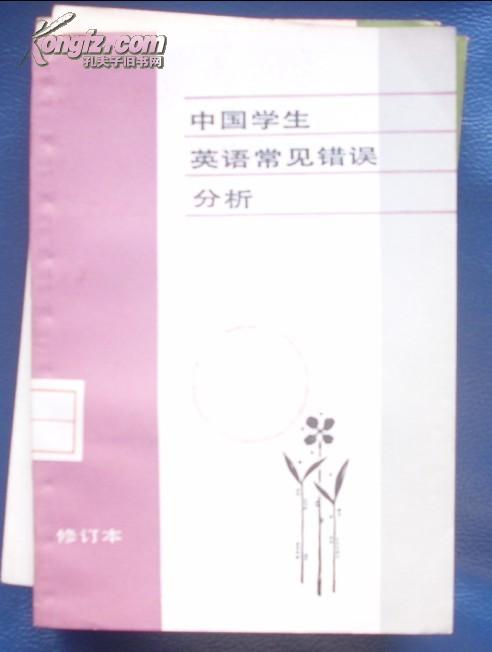 Kongfz.com
孔夫子旧书网
中国学生
英语常见错误
分析
修订本